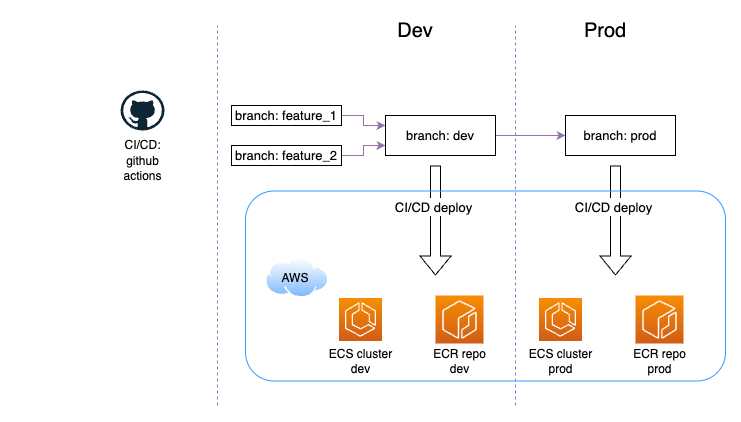 Dev
Prod
CI/CD:
github
actions
branch: feature_1
branch: feature_2
branch: dev
branch: prod
CI/CD deploy
CI/CD deploy
AWS
ECS cluster
dev
ECR repo
dev
ECS cluster
prod
ECR repo
prod